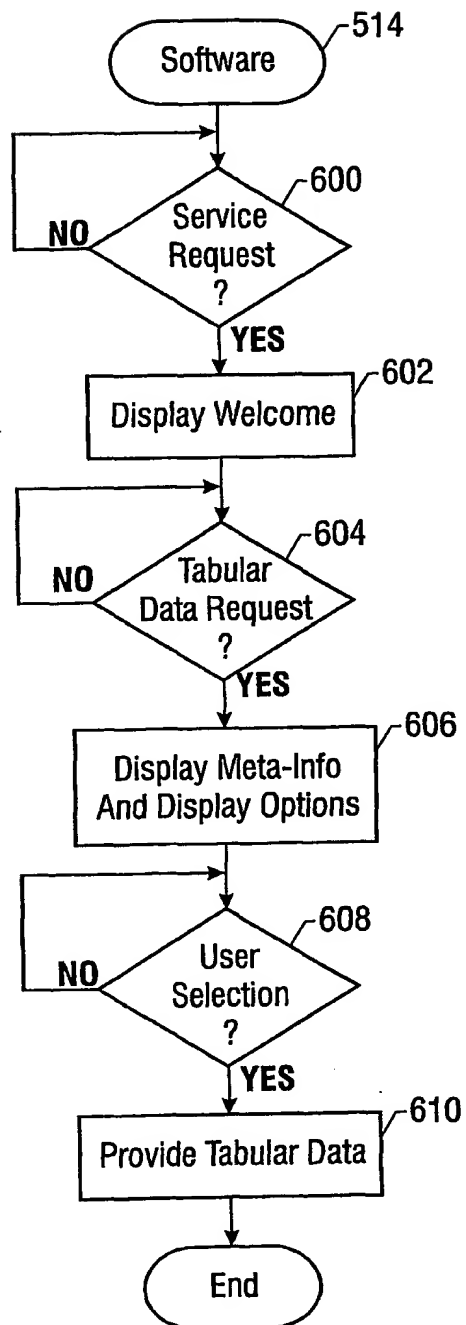 514
Software
600
Service
Request
?
NO
YES
602
Display Welcome
604
Tabular
Data Request
?
NO
YES
606
Display Meta-Info
And Display Options
608
User
Selection
?
NO
YES
610
Provide Tabular Data
End